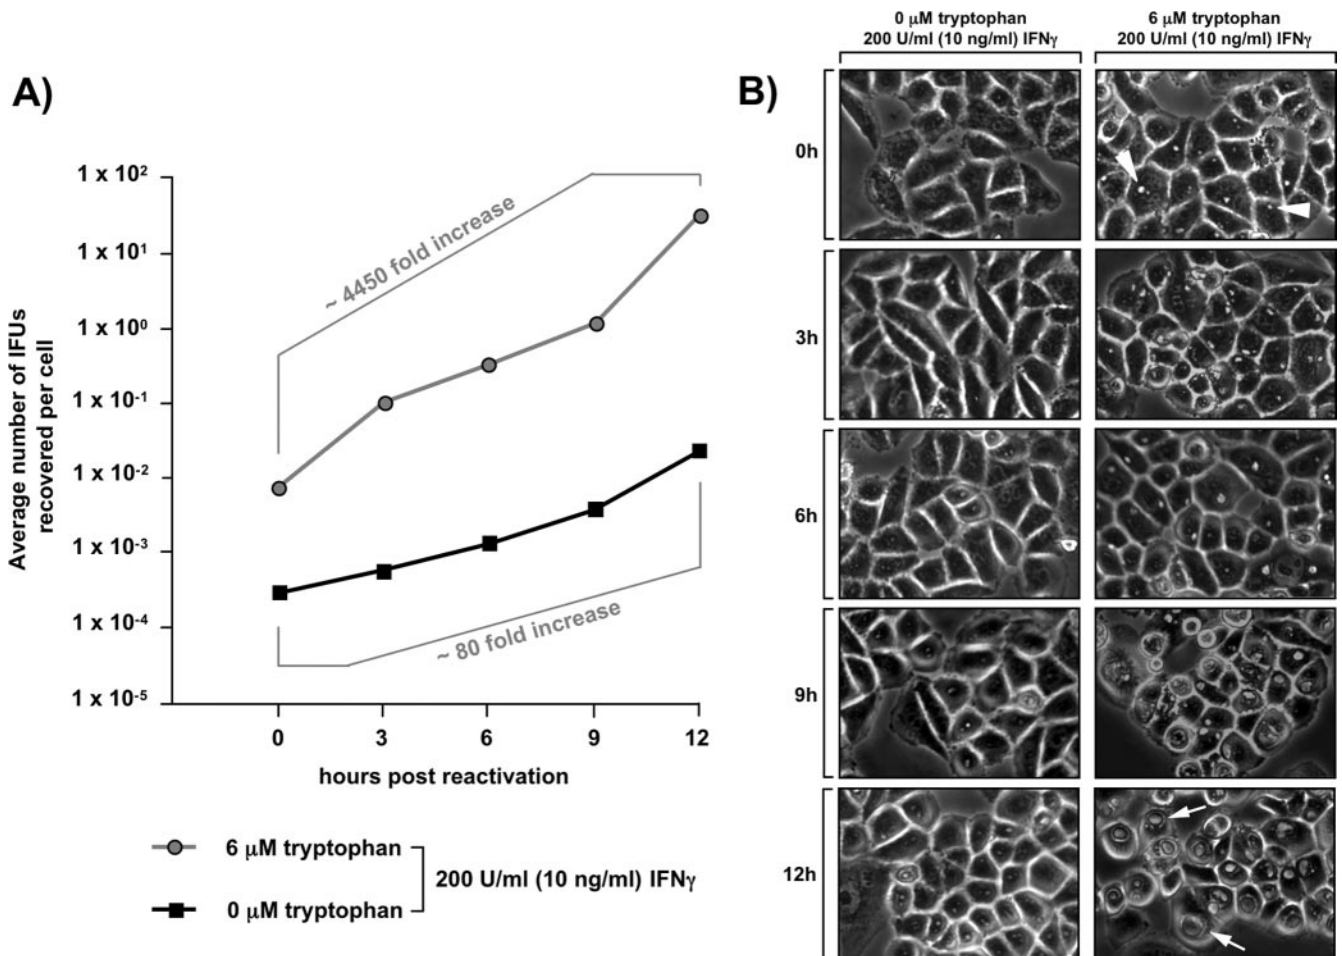 A)
1 x 10²
1 x 10¹
1 x 10⁰
1 x 10⁻¹
1 x 10⁻²
1 x 10⁻³
1 x 10⁻⁴
1 x 10⁻⁵
Average number of IFUs
recovered per cell
~ 4450 fold increase
~ 80 fold increase
0 3 6 9 12
hours post reactivation
6 µM tryptophan
0 µM tryptophan
200 U/ml (10 ng/ml) IFNγ
B)
0 µM tryptophan
200 U/ml (10 ng/ml) IFNγ
6 µM tryptophan
200 U/ml (10 ng/ml) IFNγ
0h
3h
6h
9h
12h